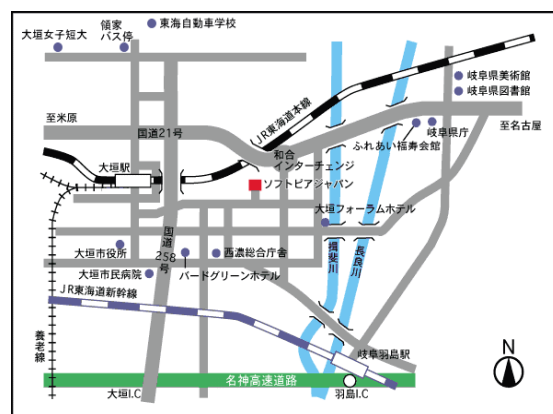 東海自動車学校
領家
バス停
大垣女子短大
岐阜県美術館
岐阜県図書館
至米原
国道21号
JR東海道本線
至名古屋
岐阜県庁
ふれあい福寿会館
和合
インターチェンジ
大垣駅
ソフトピアジャパン
大垣フォーラムホテル
国道
258号
大垣市役所
西濃総合庁舎
揖斐川
長良川
大垣市民病院
バードグリーンホテル
JR東海道新幹線
養老線
岐阜羽島駅
N
名神高速道路
大垣I.C
羽島I.C